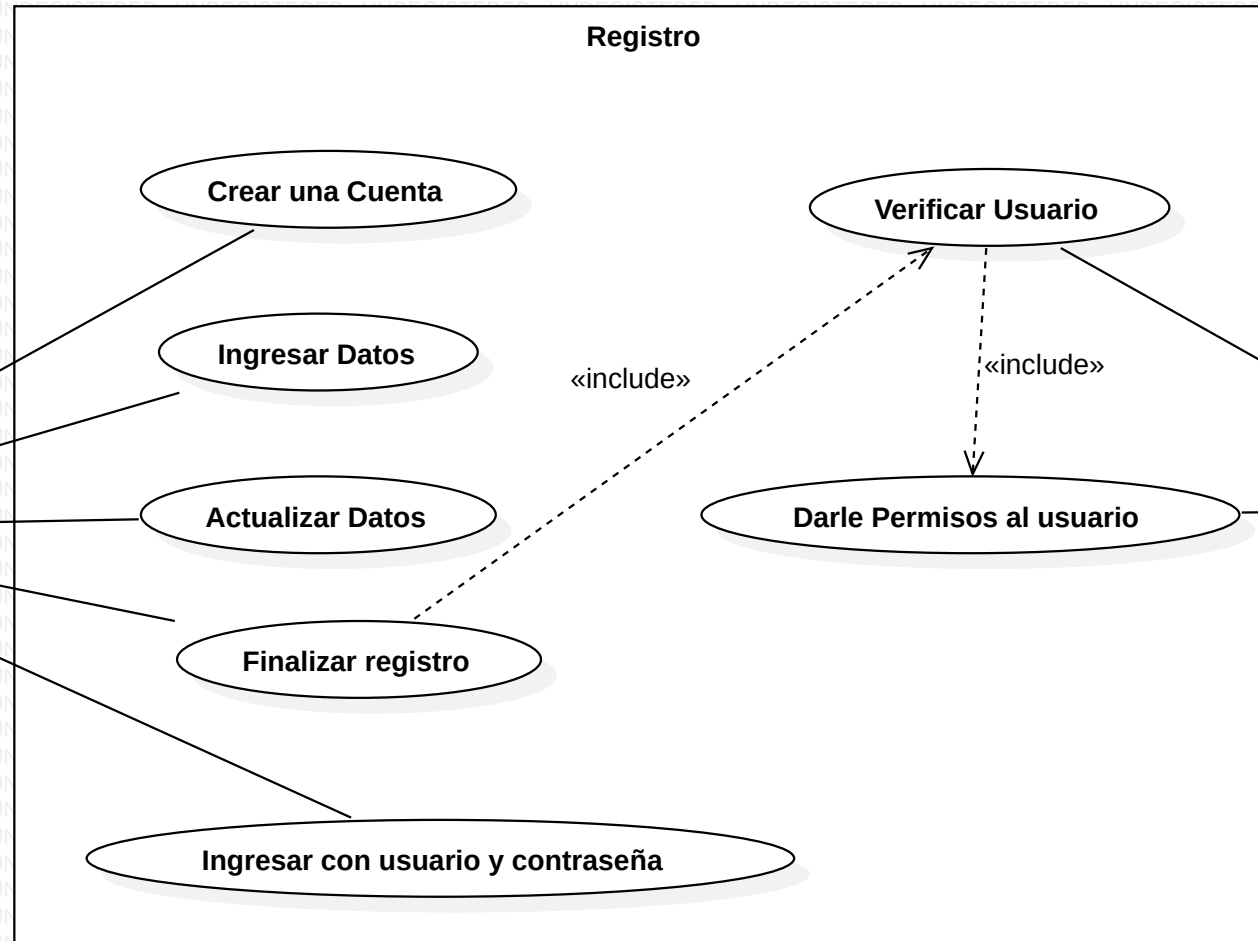 Registro
Crear una Cuenta
Verificar Usuario
Ingresar Datos
«include»
«include»
Actualizar Datos
Darle Permisos al usuario
Finalizar registro
Ingresar con usuario y contraseña